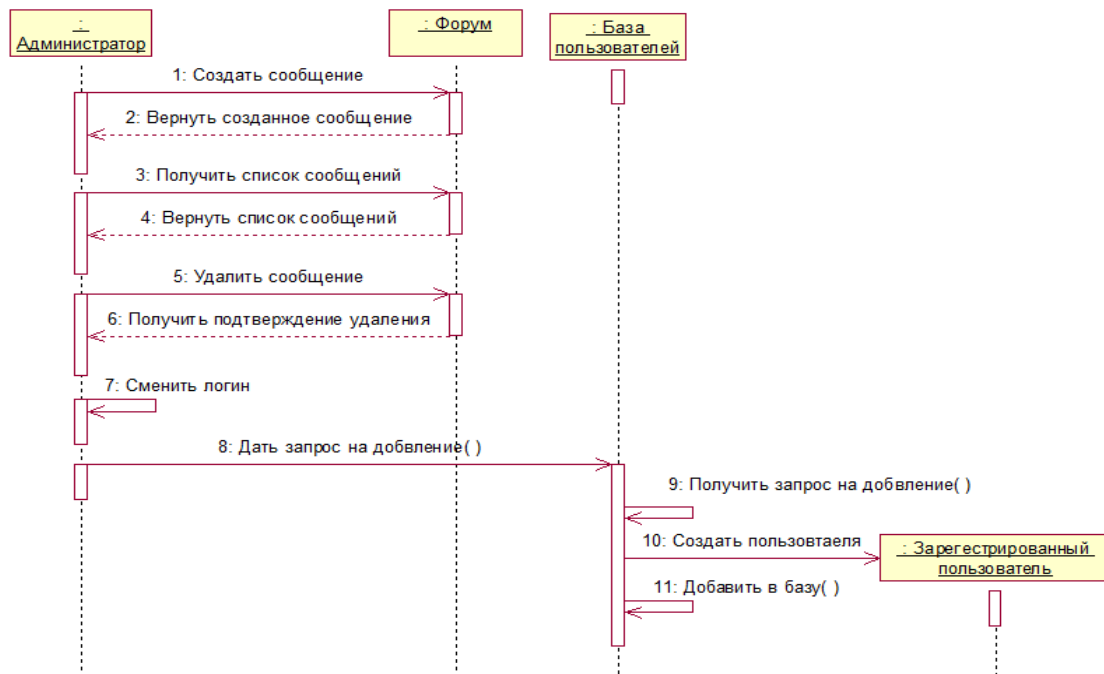 :
Администратор
: Форум
: База
пользователей
1: Создать сообщение
2: Вернуть созданное сообщение
3: Получить список сообщений
4: Вернуть список сообщений
5: Удалить сообщение
6: Получить подтверждение удаления
7: Сменить логин
8: Дать запрос на добвление( )
9: Получить запрос на добвление( )
10: Создать пользовтаеля
: Зарегестрированный
пользователь
11: Добавить в базу( )